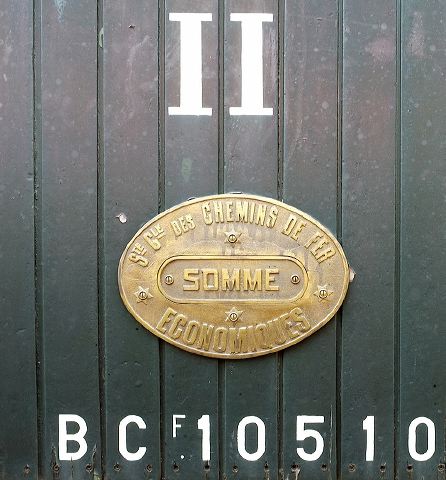 II
Sté Gle DES CHEMINS DE FER
SOMME
ECONOMIQUES
BCF. 10510